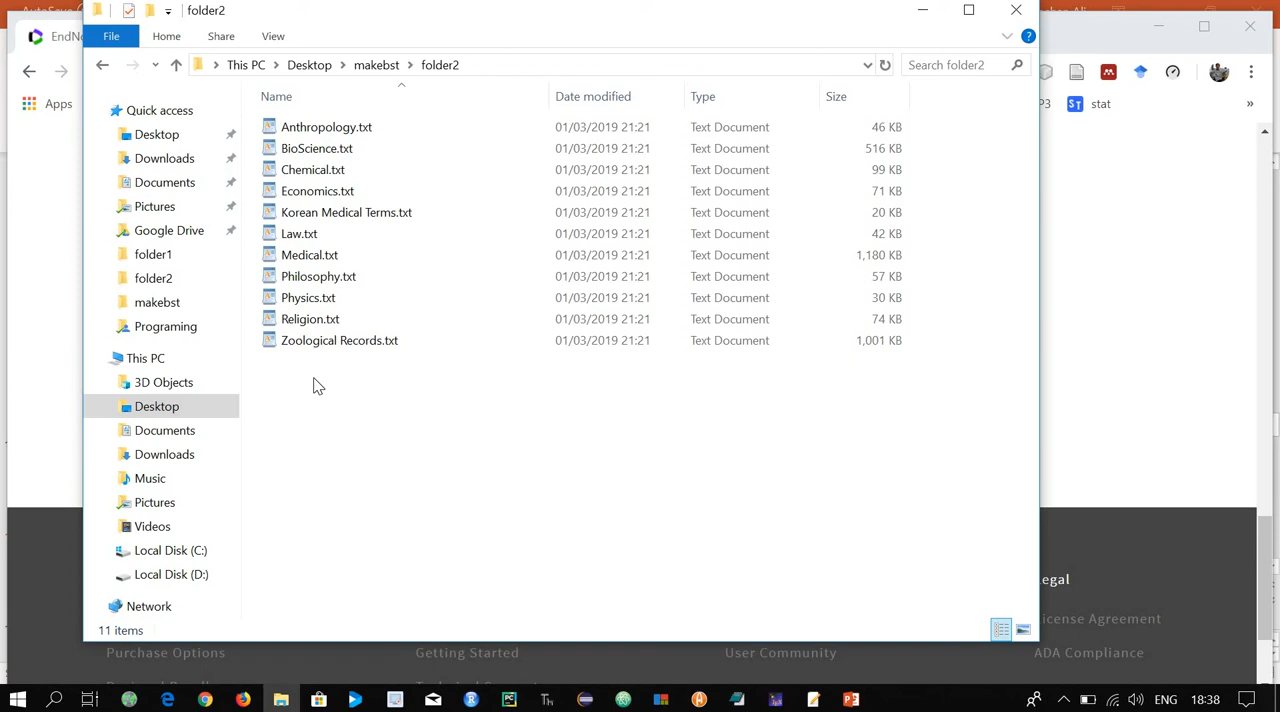 folder2
File Home Share View
This PC Desktop makebst folder2
Search folder2
EndNo
Apps
P3
stat
Name Date modified Type Size
Anthropology.txt 01/03/2019 21:21 Text Document 46 KB
BioScience.txt 01/03/2019 21:21 Text Document 516 KB
Chemical.txt 01/03/2019 21:21 Text Document 99 KB
Economics.txt 01/03/2019 21:21 Text Document 71 KB
Korean Medical Terms.txt 01/03/2019 21:21 Text Document 20 KB
Law.txt 01/03/2019 21:21 Text Document 42 KB
Medical.txt 01/03/2019 21:21 Text Document 1,180 KB
Philosophy.txt 01/03/2019 21:21 Text Document 57 KB
Physics.txt 01/03/2019 21:21 Text Document 30 KB
Religion.txt 01/03/2019 21:21 Text Document 74 KB
Zoological Records.txt 01/03/2019 21:21 Text Document 1,001 KB
Quick access
Desktop
Downloads
Documents
Pictures
Google Drive
folder1
folder2
makebst
Programing
This PC
3D Objects
Desktop
Documents
Downloads
Music
Pictures
Videos
Local Disk (C:)
Local Disk (D:)
Network
11 items
egal
icense Agreement
Purchase Options Getting Started User Community ADA Compliance
ENG 18:38